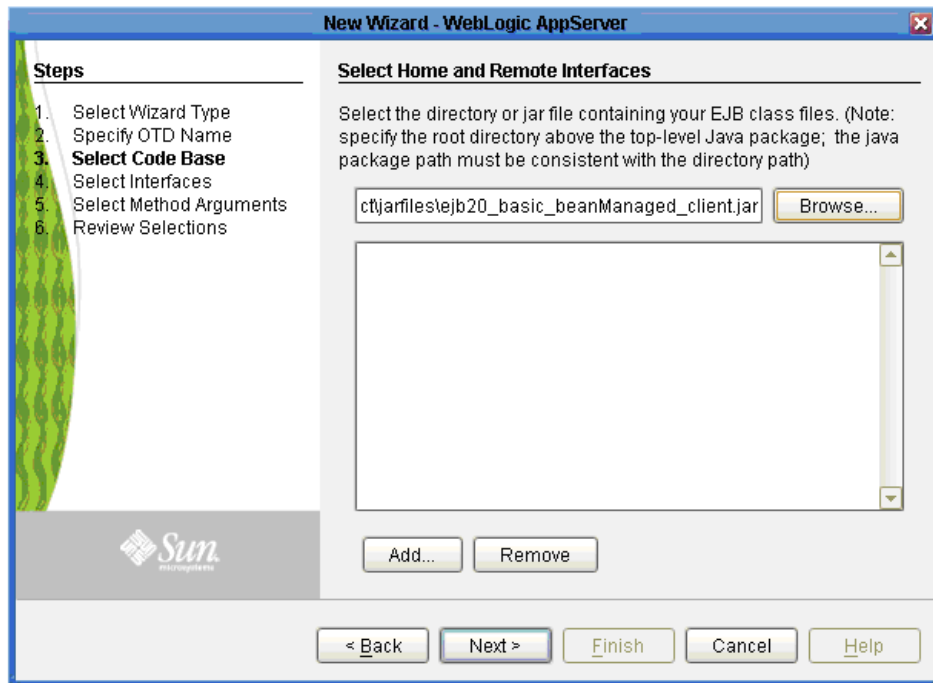 New Wizard - WebLogic AppServer
Steps
1. Select Wizard Type
2. Specify OTD Name
3. Select Code Base
4. Select Interfaces
5. Select Method Arguments
6. Review Selections
Select Home and Remote Interfaces
Select the directory or jar file containing your EJB class files. (Note:
specify the root directory above the top-level Java package; the java
package path must be consistent with the directory path)
ct\jarfiles\ejb20_basic_beanManaged_client.jar
Browse...
Add...
Remove
Sun
microsystems
< Back
Next >
Finish
Cancel
Help